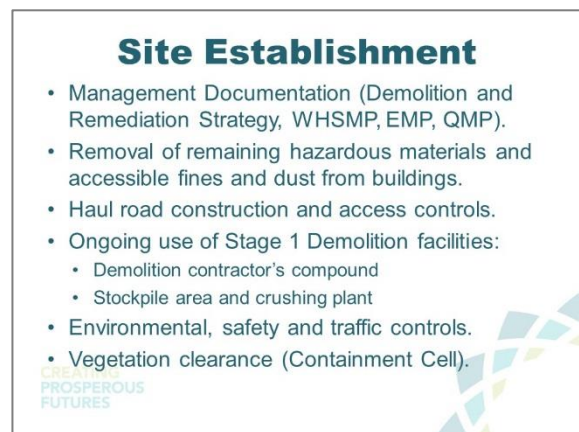 Site Establishment
• Management Documentation (Demolition and
Remediation Strategy, WHSMP, EMP, QMP).
• Removal of remaining hazardous materials and
accessible fines and dust from buildings.
• Haul road construction and access controls.
• Ongoing use of Stage 1 Demolition facilities:
• Demolition contractor's compound
• Stockpile area and crushing plant
• Environmental, safety and traffic controls.
• Vegetation clearance (Containment Cell).
CREATING
PROSPEROUS
FUTURES